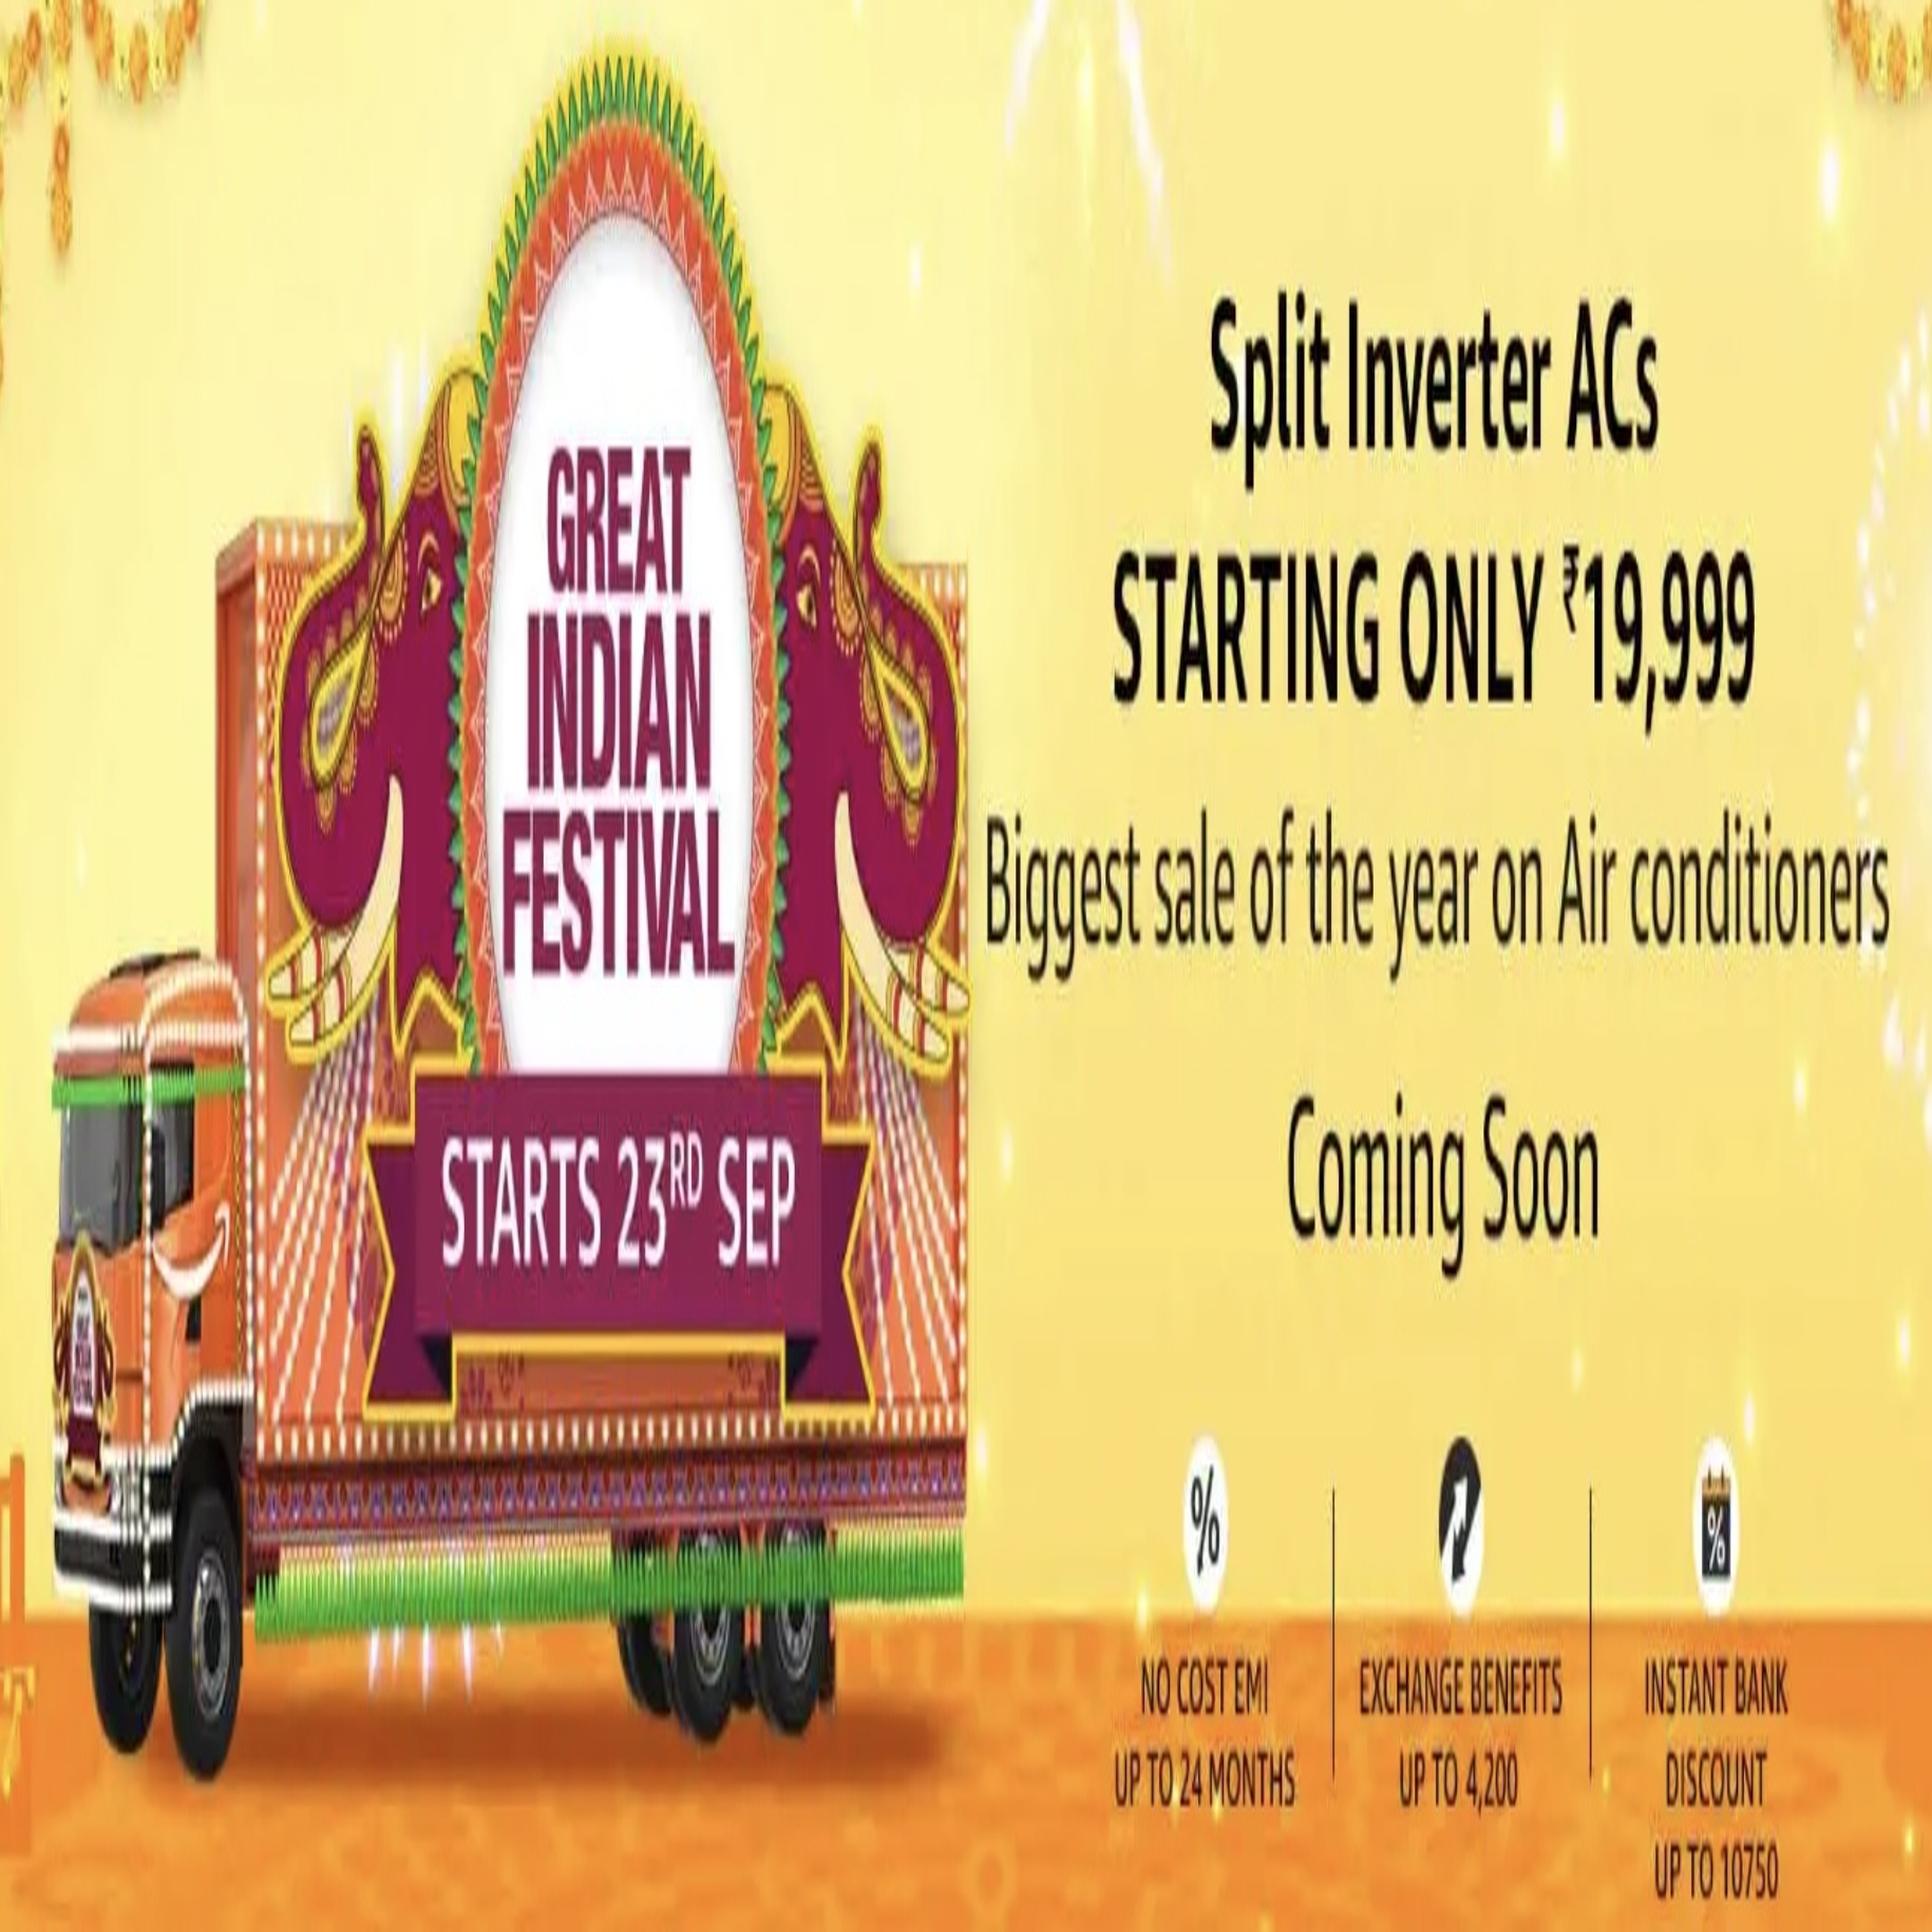 GREAT
INDIAN
FESTIVAL
STARTS 23RD SEP
Split Inverter ACs
STARTING ONLY ₹19,999
Biggest sale of the year on Air conditioners
Coming Soon
%
%
NO COST EMI
UP TO 24 MONTHS
EXCHANGE BENEFITS
UP TO 4,200
INSTANT BANK
DISCOUNT
UP TO 10750